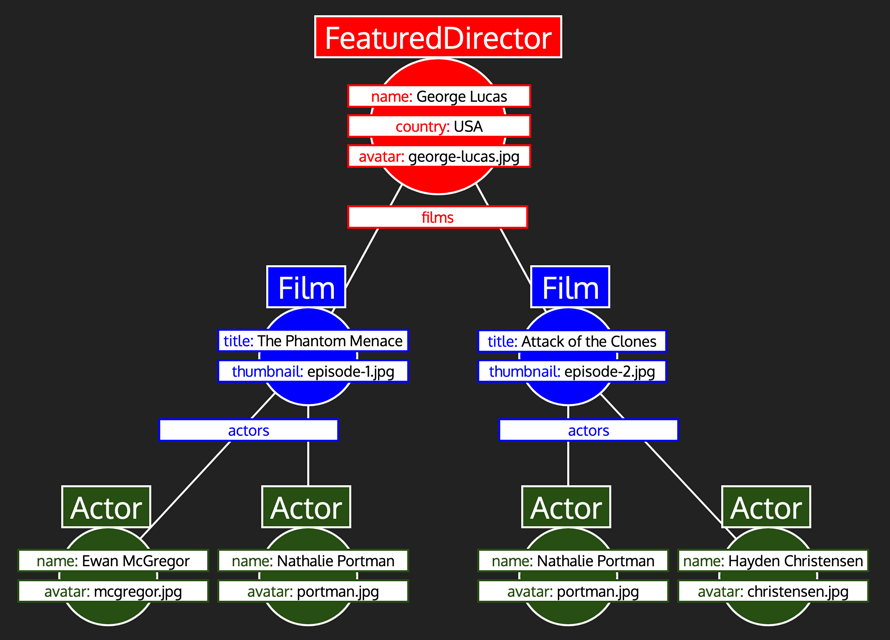 FeaturedDirector
name: George Lucas
country: USA
avatar: george-lucas.jpg
films
Film
Film
title: The Phantom Menace
title: Attack of the Clones
thumbnail: episode-1.jpg
thumbnail: episode-2.jpg
actors
actors
Actor
Actor
Actor
Actor
name: Ewan McGregor
name: Nathalie Portman
name: Nathalie Portman
name: Hayden Christensen
avatar: mcgregor.jpg
avatar: portman.jpg
avatar: portman.jpg
avatar: christensen.jpg